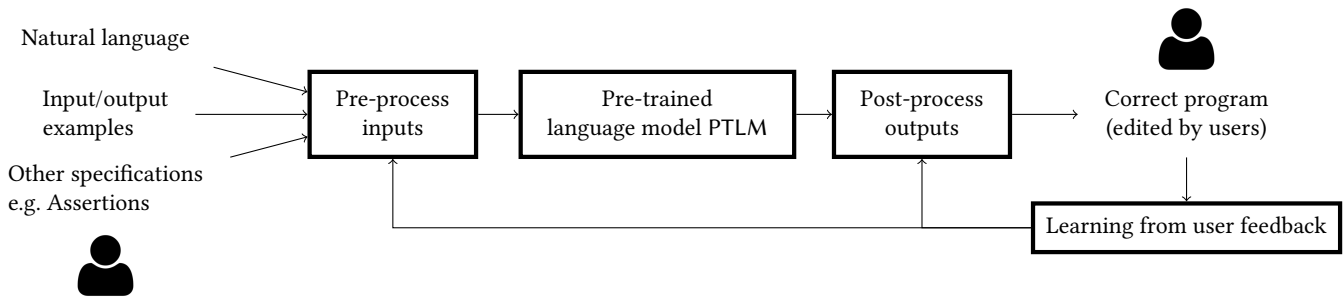 Natural language
Input/output
examples
Other specifications
e.g. Assertions
Pre-process
inputs
Pre-trained
language model PTLM
Post-process
outputs
Correct program
(edited by users)
Learning from user feedback